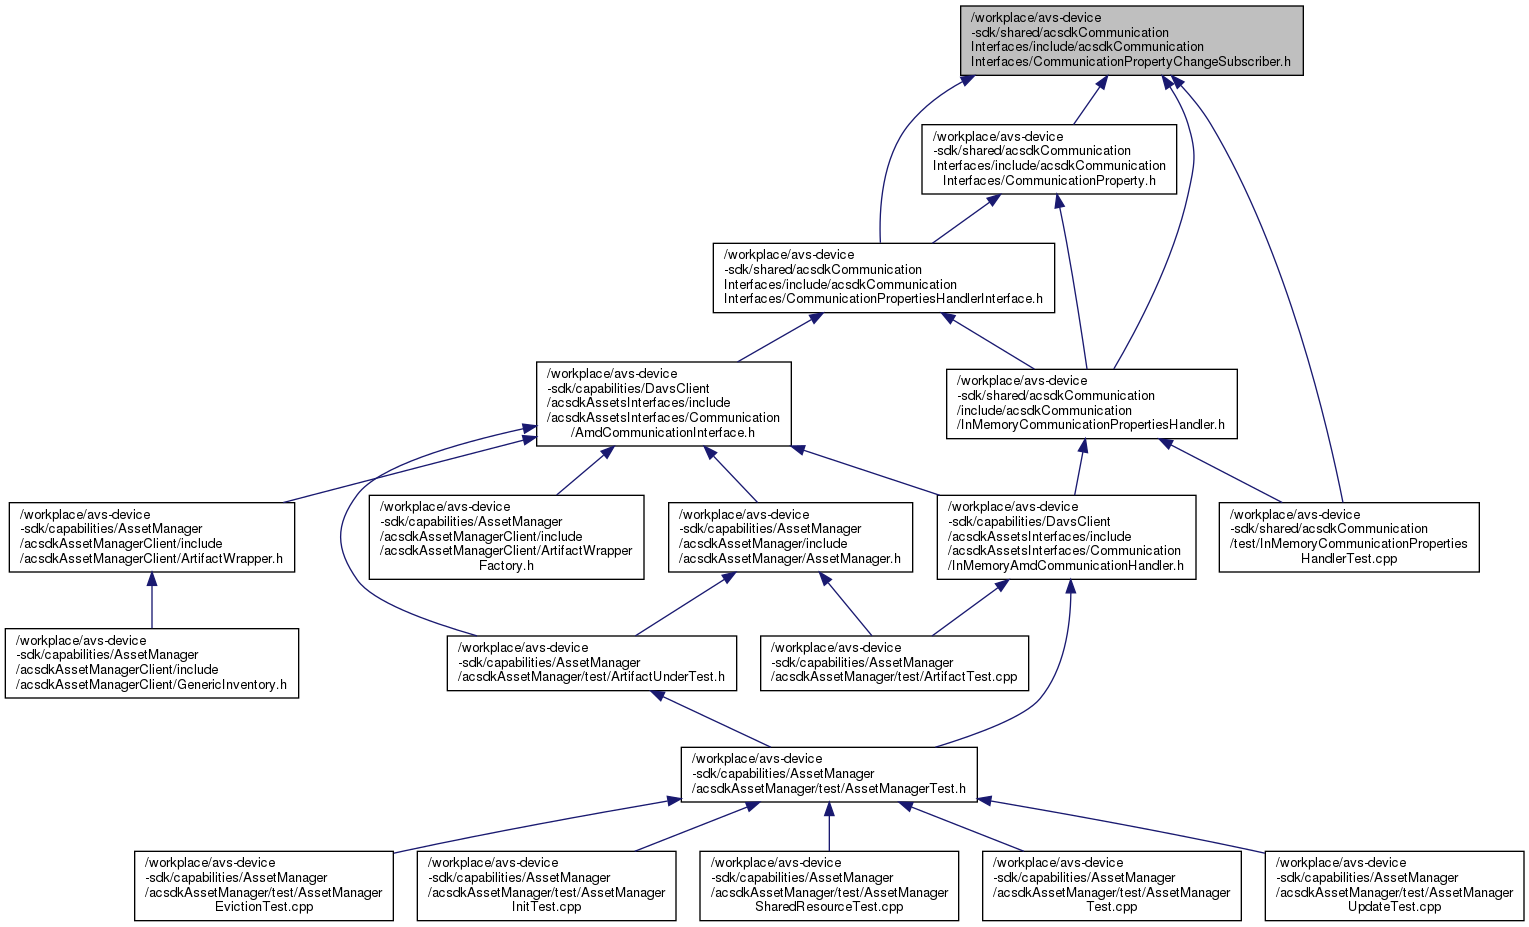 /workplace/avs-device
-sdk/shared/acsdkCommunication
Interfaces/include/acsdkCommunication
Interfaces/CommunicationPropertyChangeSubscriber.h
/workplace/avs-device
-sdk/shared/acsdkCommunication
Interfaces/include/acsdkCommunication
Interfaces/CommunicationProperty.h
/workplace/avs-device
-sdk/shared/acsdkCommunication
Interfaces/include/acsdkCommunication
Interfaces/CommunicationPropertiesHandlerInterface.h
/workplace/avs-device
-sdk/capabilities/DavsClient
/acsdkAssetsInterfaces/include
/acsdkAssetsInterfaces/Communication
/AmdCommunicationInterface.h
/workplace/avs-device
-sdk/shared/acsdkCommunication
/include/acsdkCommunication
/InMemoryCommunicationPropertiesHandler.h
/workplace/avs-device
-sdk/capabilities/AssetManager
/acsdkAssetManagerClient/include
/acsdkAssetManagerClient/ArtifactWrapper.h
/workplace/avs-device
-sdk/capabilities/AssetManager
/acsdkAssetManagerClient/include
/acsdkAssetManagerClient/ArtifactWrapper
Factory.h
/workplace/avs-device
-sdk/capabilities/AssetManager
/acsdkAssetManager/include
/acsdkAssetManager/AssetManager.h
/workplace/avs-device
-sdk/capabilities/DavsClient
/acsdkAssetsInterfaces/include
/acsdkAssetsInterfaces/Communication
/InMemoryAmdCommunicationHandler.h
/workplace/avs-device
-sdk/shared/acsdkCommunication
/test/InMemoryCommunicationProperties
HandlerTest.cpp
/workplace/avs-device
-sdk/capabilities/AssetManager
/acsdkAssetManagerClient/include
/acsdkAssetManagerClient/GenericInventory.h
/workplace/avs-device
-sdk/capabilities/AssetManager
/acsdkAssetManager/test/ArtifactUnderTest.h
/workplace/avs-device
-sdk/capabilities/AssetManager
/acsdkAssetManager/test/ArtifactTest.cpp
/workplace/avs-device
-sdk/capabilities/AssetManager
/acsdkAssetManager/test/AssetManagerTest.h
/workplace/avs-device
-sdk/capabilities/AssetManager
/acsdkAssetManager/test/AssetManager
EvictionTest.cpp
/workplace/avs-device
-sdk/capabilities/AssetManager
/acsdkAssetManager/test/AssetManager
InitTest.cpp
/workplace/avs-device
-sdk/capabilities/AssetManager
/acsdkAssetManager/test/AssetManager
SharedResourceTest.cpp
/workplace/avs-device
-sdk/capabilities/AssetManager
/acsdkAssetManager/test/AssetManager
Test.cpp
/workplace/avs-device
-sdk/capabilities/AssetManager
/acsdkAssetManager/test/AssetManager
UpdateTest.cpp